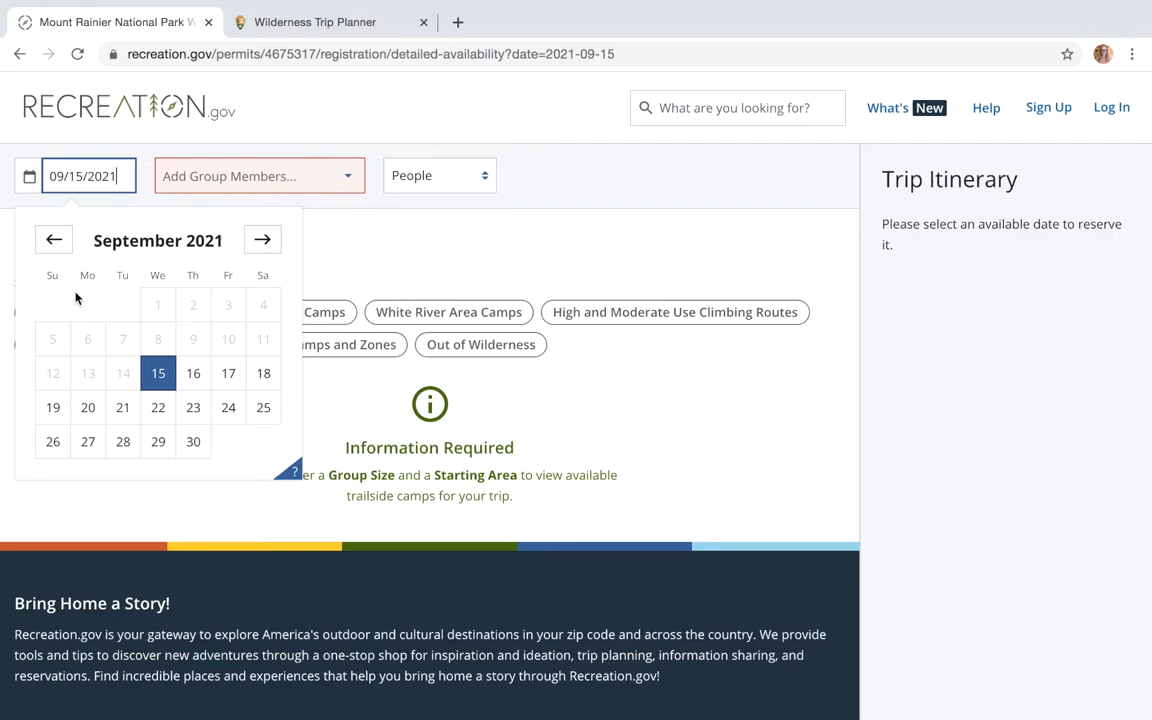 Mount Rainier National Park W
Wilderness Trip Planner
recreation.gov/permits/4675317/registration/detailed-availability?date=2021-09-15
RECREATION.gov
What are you looking for?
What's New
Help
Sign Up
Log In
09/15/2021
Add Group Members...
People
Trip Itinerary
Please select an available date to reserve
it.
September 2021
Su Mo Tu We Th Fr Sa
1 2 3 4
5 6 7 8 9 10 11
12 13 14 15 16 17 18
19 20 21 22 23 24 25
26 27 28 29 30
?
Camps
White River Area Camps
High and Moderate Use Climbing Routes
and Zones
Out of Wilderness
Information Required
a Group Size and a Starting Area to view available
trailside camps for your trip.
Bring Home a Story!
Recreation.gov is your gateway to explore America's outdoor and cultural destinations in your zip code and across the country. We provide
tools and tips to discover new adventures through a one-stop shop for inspiration and ideation, trip planning, information sharing, and
reservations. Find incredible places and experiences that help you bring home a story through Recreation.gov!